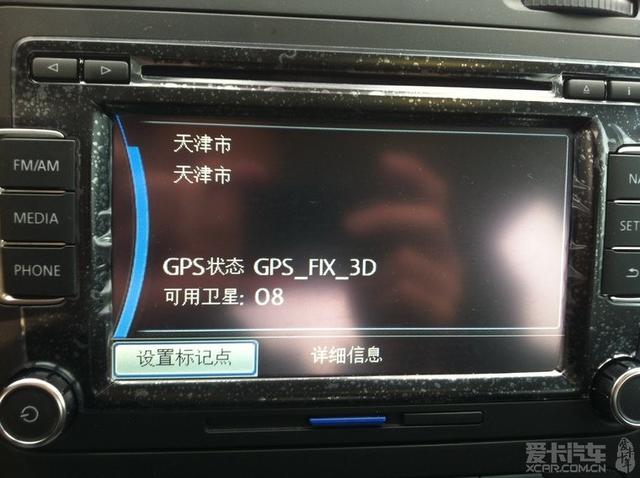 FM/AM
MEDIA
PHONE
天津市
天津市
GPS状态 GPS_FIX_3D
可用卫星: 08
设置标记点
详细信息
SET
爱卡汽车
XCAR.COM.CN